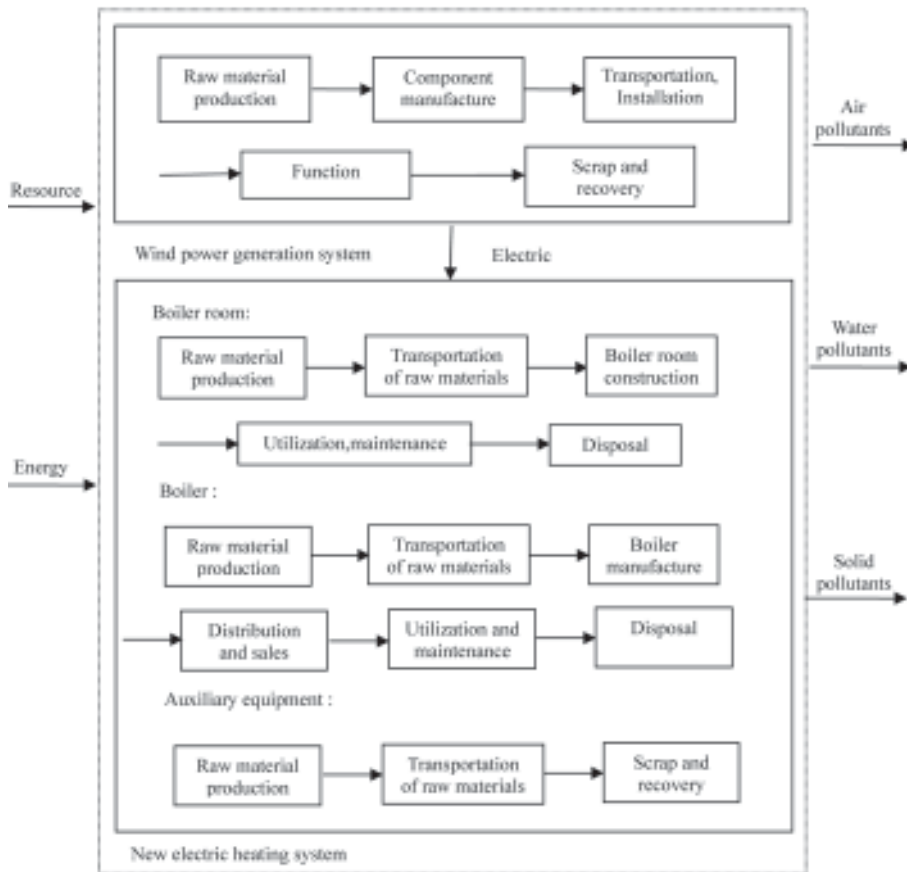 Raw material
production
Component
manufacture
Transportation,
Installation
Air
pollutants
Function
Scrap and
recovery
Resource
Wind power generation system
Electric
Boiler room:
Raw material
production
Transportation
of raw materials
Boiler room
construction
Water
pollutants
Utilization,maintenance
Disposal
Energy
Boiler :
Raw material
production
Transportation
of raw materials
Boiler
manufacture
Solid
pollutants
Distribution
and sales
Utilization and
maintenance
Disposal
Auxiliary equipment :
Raw material
production
Transportation
of raw materials
Scrap and
recovery
New electric heating system